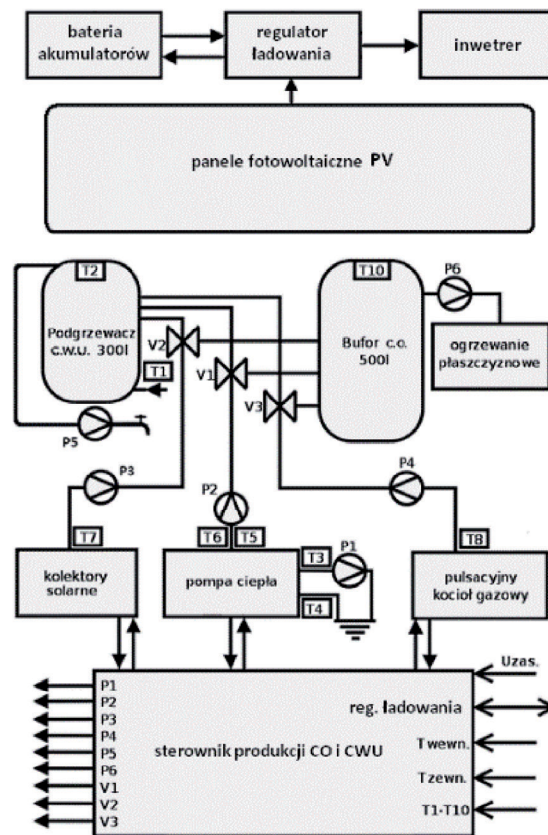 bateria
akumulatorów
regulator
ładowania
inwetrer
panele fotowoltaiczne PV
T2
T10
P6
Podgrzewacz
c.w.u. 300l
V2
Bufor c.o.
500l
ogrzewanie
płaszczyznowe
T1
V1
V3
P5
P3
P2
P4
T7
T6
T5
T3
P1
T8
kolektory
solarne
pompa ciepła
T4
pulsacyjny
kocioł gazowy
Uzas.
P1
P2
P3
P4
P5
P6
V1
V2
V3
sterownik produkcji CO i CWU
reg. ładowania
Twewn.
Tzewn.
T1-T10